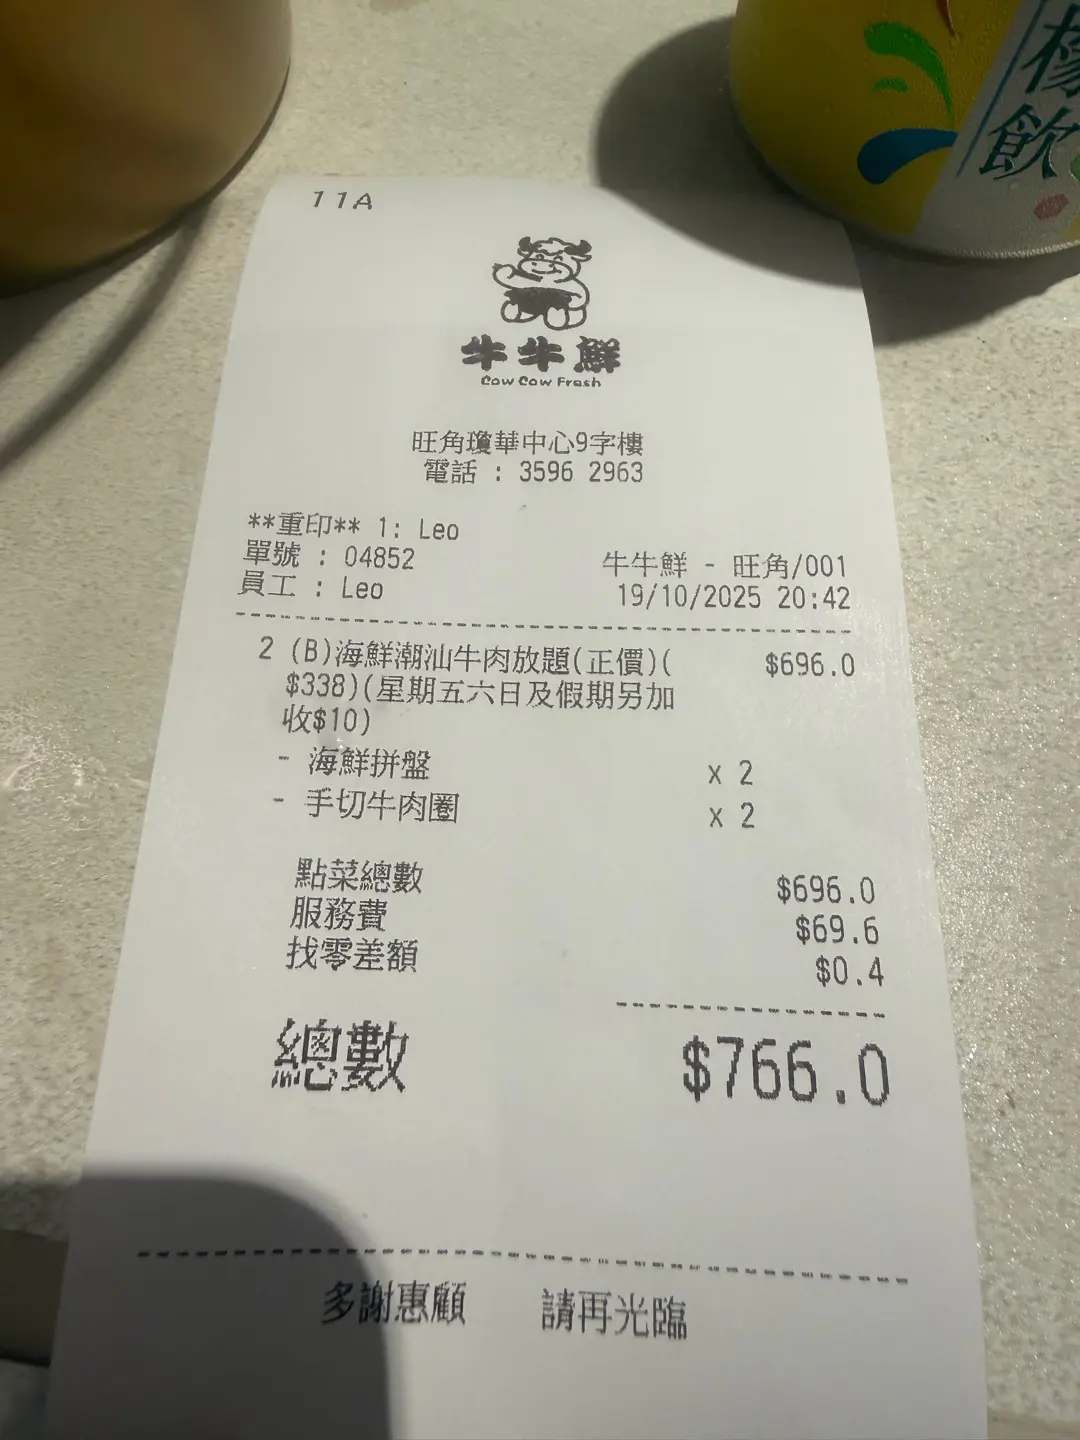 11A
牛牛鮮
Cow Cow Fresh
旺角瓊華中心9字樓
電話 : 3596 2963
**重印** 1: Leo
單號 : 04852
牛牛鮮 - 旺角/001
員工 : Leo
19/10/2025 20:42
2 (B)海鮮潮汕牛肉放題(正價)( $696.0
$338)(星期五六日及假期另加
收$10)
- 海鮮拼盤 x 2
- 手切牛肉圈 x 2
點菜總數 $696.0
服務費 $69.6
找零差額 $0.4
總數 $766.0
多謝惠顧 請再光臨
飲